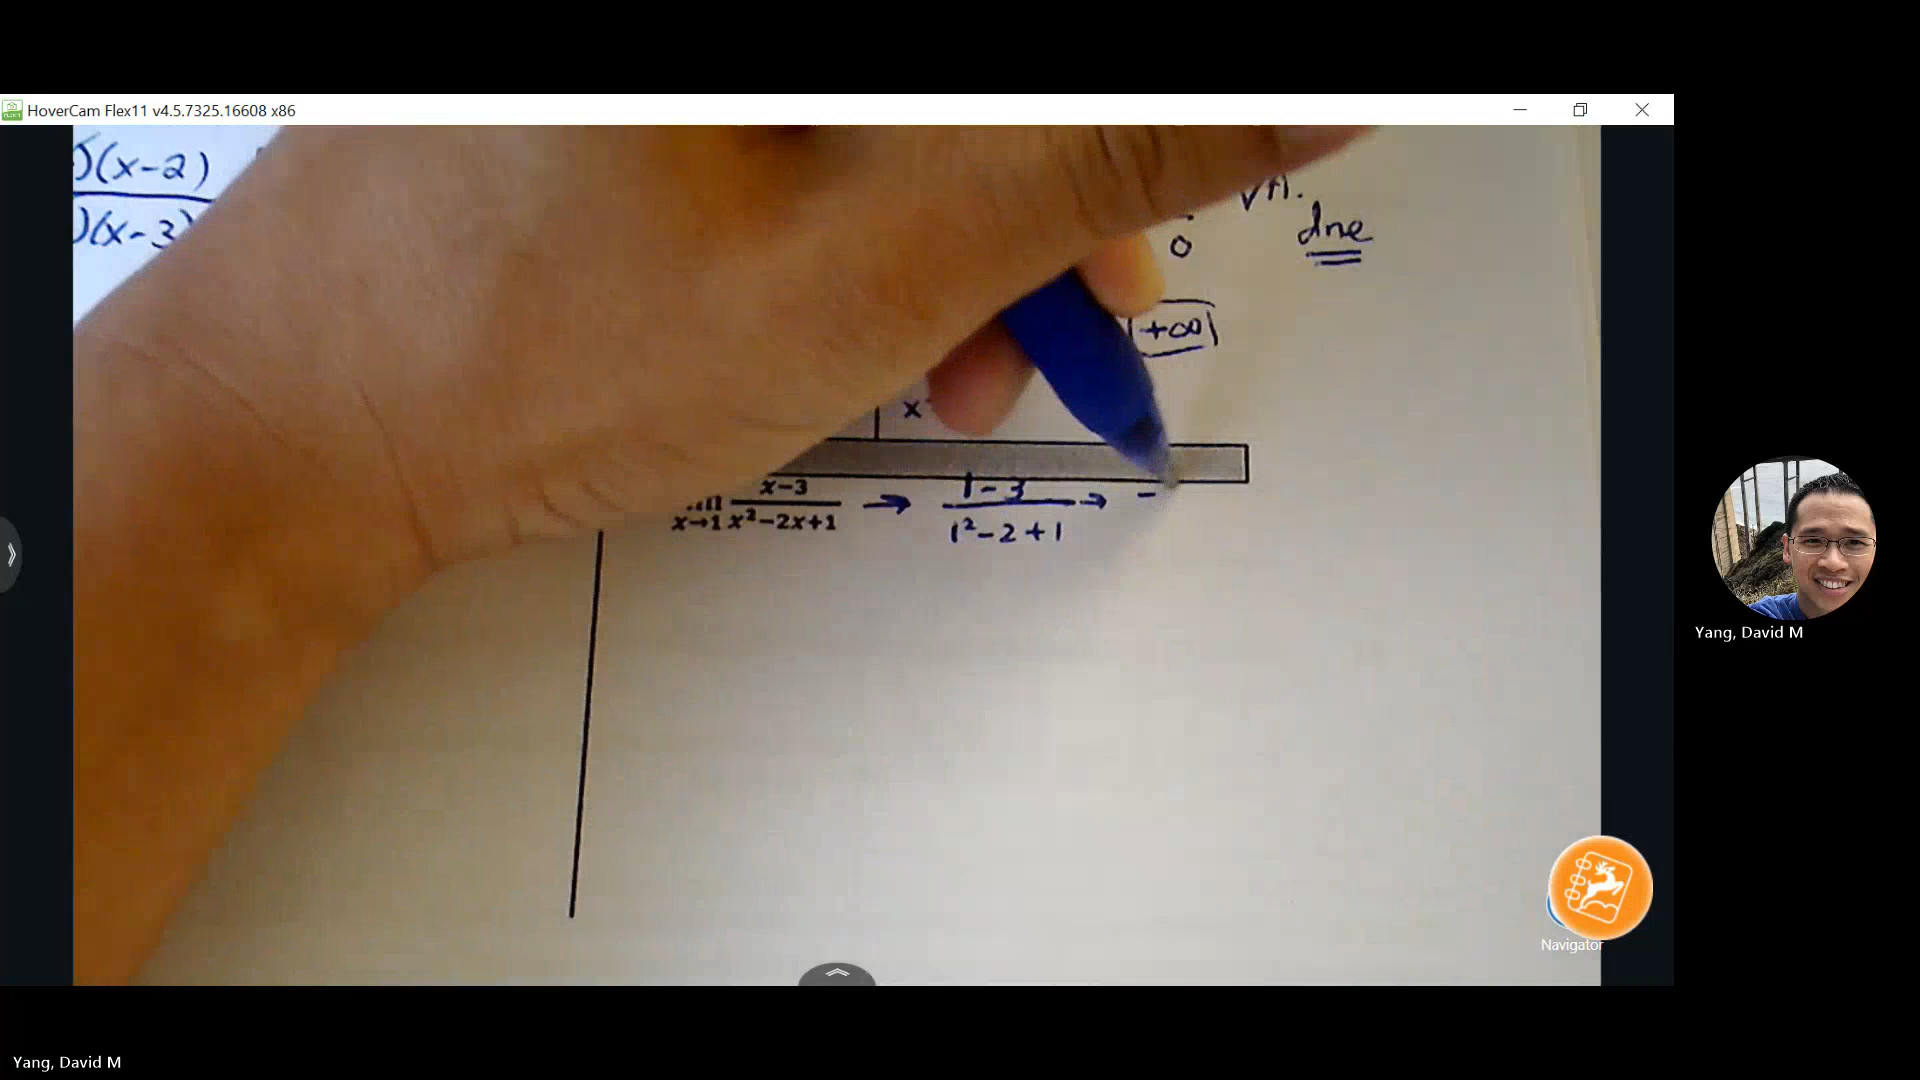 HoverCam Flex11 v4.5.7325.16608 x86
)(x-2)
)(x-3)
0
dne
+∞
x
x-3 → 1-3 → -
x→1 x²-2x+1 1²-2+1
Yang, David M
Navigator
Yang, David M